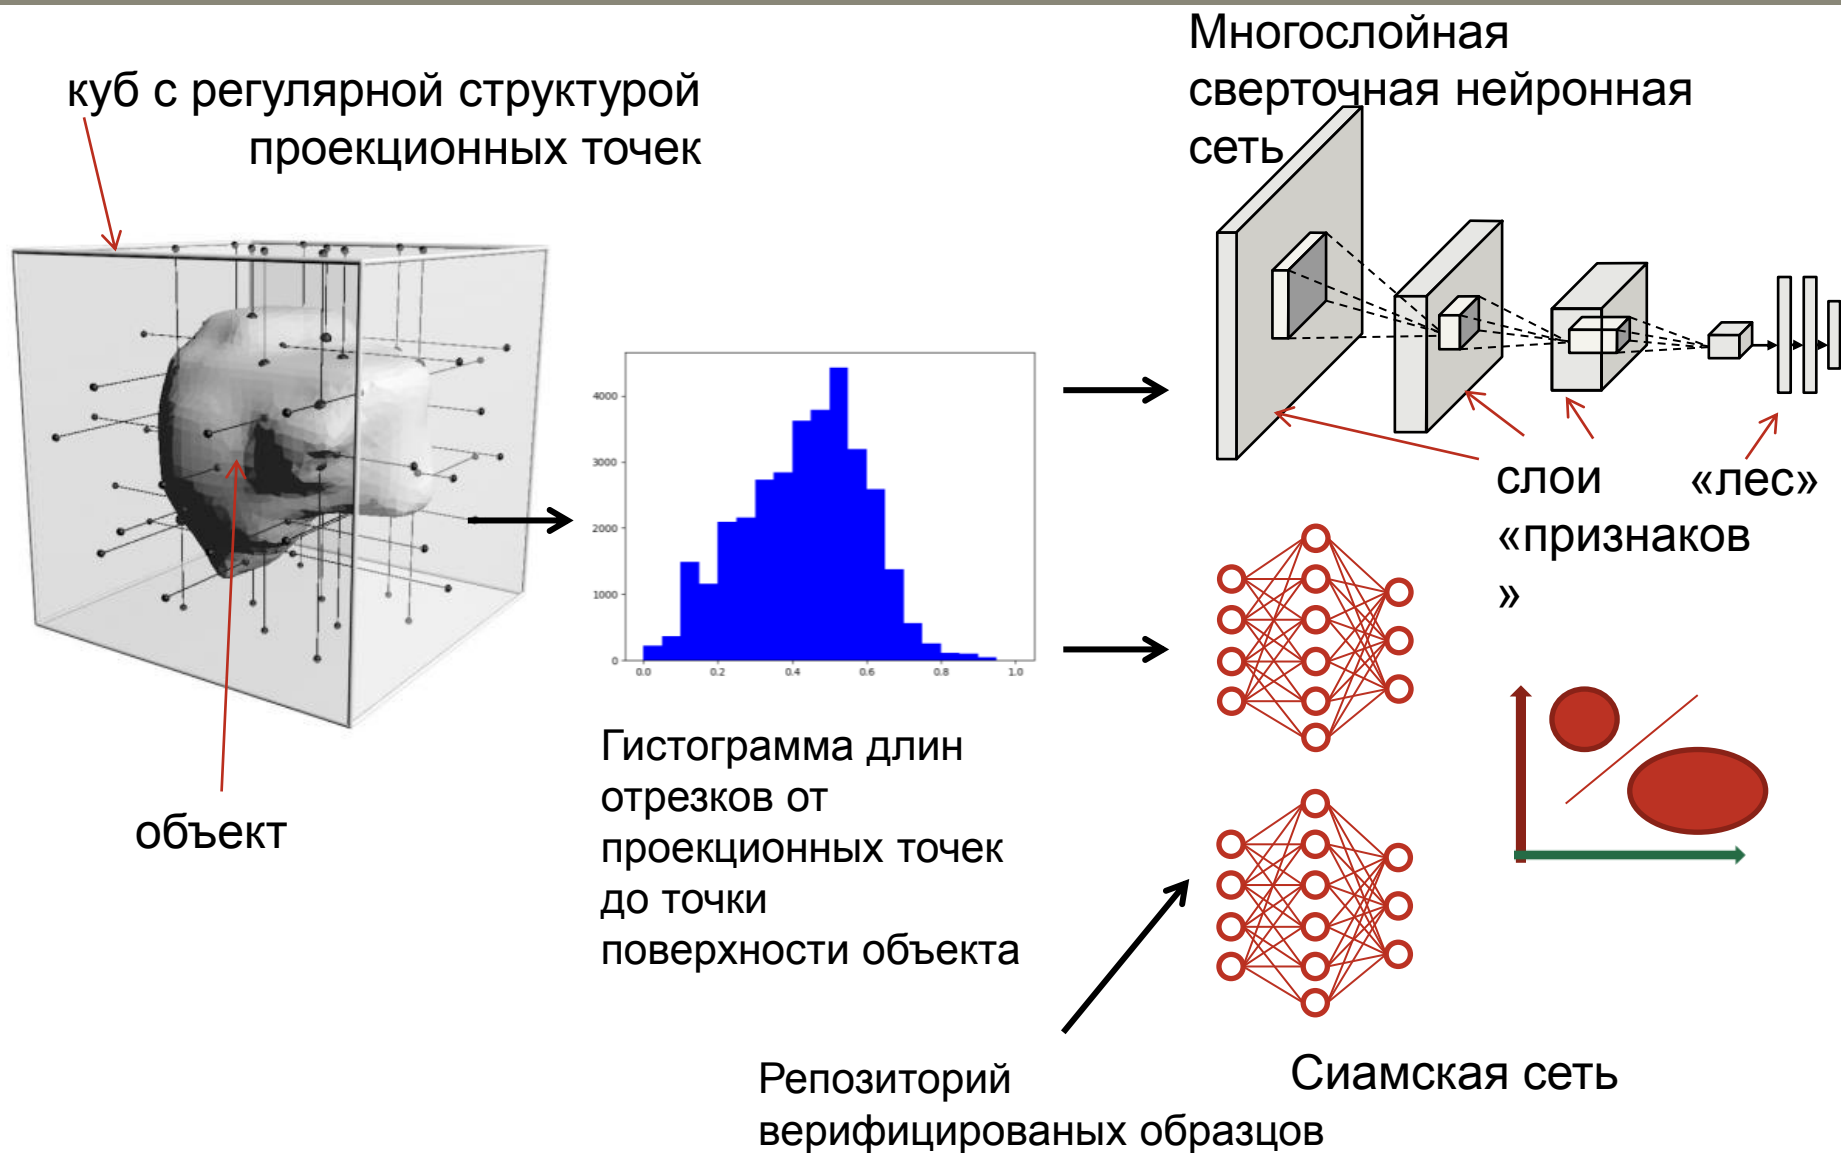 Многослойная
сверточная нейронная
сеть
куб с регулярной структурой
проекционных точек
4000
3000
2000
1000
0
0.0 0.2 0.4 0.6 0.8 1.0
слои
«признаков
»
«лес»
объект
Гистограмма длин
отрезков от
проекционных точек
до точки
поверхности объекта
Репозиторий
верифицированых образцов
Сиамская сеть